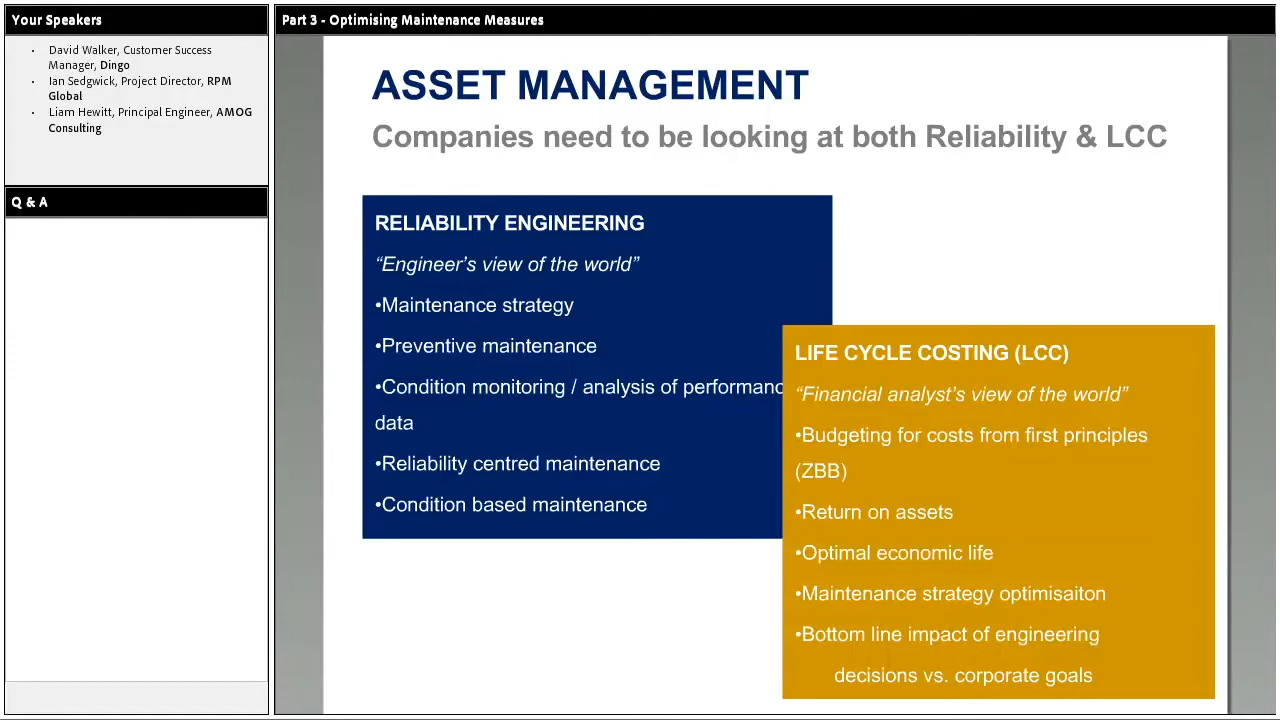 Your Speakers
• David Walker, Customer Success
Manager, Dingo
• Ian Sedgwick, Project Director, RPM
Global
• Liam Hewitt, Principal Engineer, AMOG
Consulting
Q & A
Part 3 - Optimising Maintenance Measures
ASSET MANAGEMENT
Companies need to be looking at both Reliability & LCC
RELIABILITY ENGINEERING
“Engineer’s view of the world”
•Maintenance strategy
•Preventive maintenance
•Condition monitoring / analysis of performanc
data
•Reliability centred maintenance
•Condition based maintenance
LIFE CYCLE COSTING (LCC)
“Financial analyst’s view of the world”
•Budgeting for costs from first principles
(ZBB)
•Return on assets
•Optimal economic life
•Maintenance strategy optimisaiton
•Bottom line impact of engineering
decisions vs. corporate goals